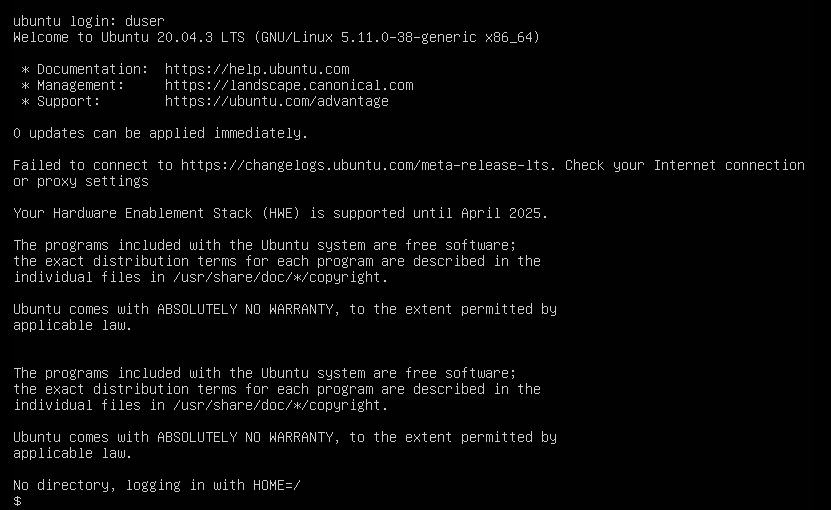 ubuntu login: duser
Welcome to Ubuntu 20.04.3 LTS (GNU/Linux 5.11.0-38-generic x86_64)
* Documentation:  https://help.ubuntu.com
* Management:     https://landscape.canonical.com
* Support:        https://ubuntu.com/advantage
0 updates can be applied immediately.
Failed to connect to https://changelogs.ubuntu.com/meta-release-lts. Check your Internet connection
or proxy settings
Your Hardware Enablement Stack (HWE) is supported until April 2025.
The programs included with the Ubuntu system are free software;
the exact distribution terms for each program are described in the
individual files in /usr/share/doc/*/copyright.
Ubuntu comes with ABSOLUTELY NO WARRANTY, to the extent permitted by
applicable law.
The programs included with the Ubuntu system are free software;
the exact distribution terms for each program are described in the
individual files in /usr/share/doc/*/copyright.
Ubuntu comes with ABSOLUTELY NO WARRANTY, to the extent permitted by
applicable law.
No directory, logging in with HOME=/
$